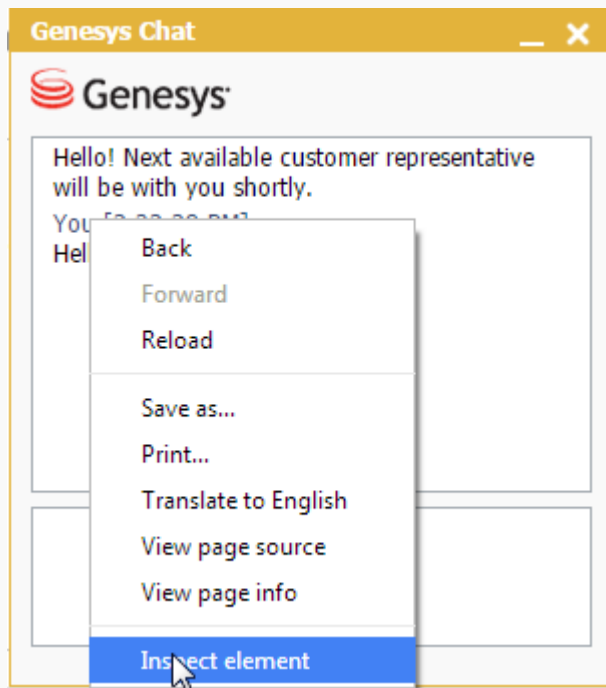 Genesys Chat
Genesys
Hello! Next available customer representative
will be with you shortly.
Back
Forward
Reload
Save as...
Print...
Translate to English
View page source
View page info
Inspect element